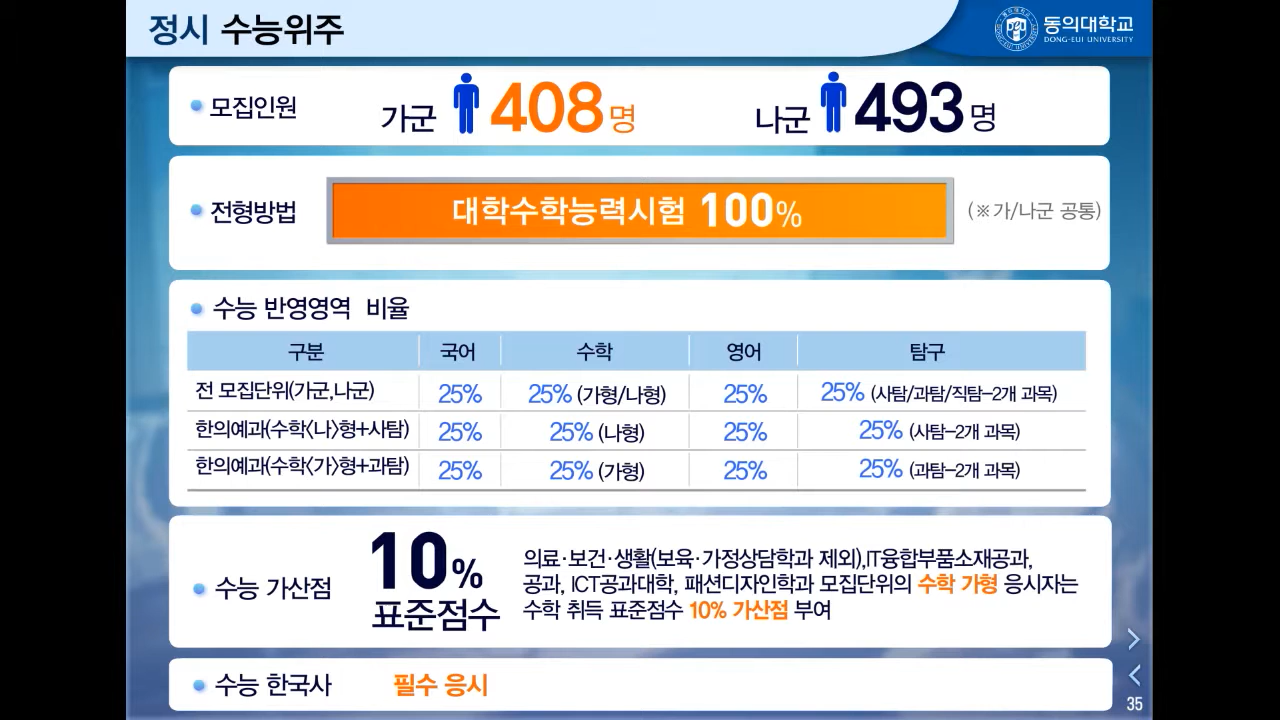 정시 수능위주
동의대학교
DONG-EUI UNIVERSITY
모집인원 가군 408명 나군 493명
전형방법 대학수학능력시험 100% (※가/나군 공통)
수능 반영영역 비율
구분 국어 수학 영어 탐구
전 모집단위(가군,나군) 25% 25% (가형/나형) 25% 25% (사탐/과탐/직탐-2개 과목)
한의예과(수학<나>형+사탐) 25% 25% (나형) 25% 25% (사탐-2개 과목)
한의예과(수학<가>형+과탐) 25% 25% (가형) 25% 25% (과탐-2개 과목)
수능 가산점
10%
표준점수
의료·보건·생활(보육·가정상담학과 제외),IT융합부품소재공과,
공과, ICT공과대학, 패션디자인학과 모집단위의 수학 가형 응시자는
수학 취득 표준점수 10% 가산점 부여
수능 한국사 필수 응시
35